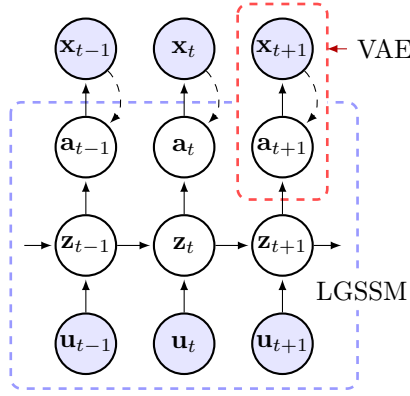 x_{t−1} x_t x_{t+1} VAE
a_{t−1} a_t a_{t+1}
z_{t−1} z_t z_{t+1}
LGSSM
u_{t−1} u_t u_{t+1}